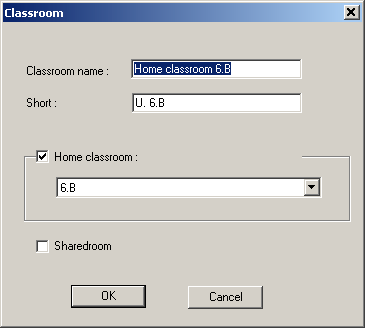 Classroom
Classroom name : Home classroom 6.B
Short : U. 6.B
Home classroom :
6.B
Sharedroom
OK Cancel